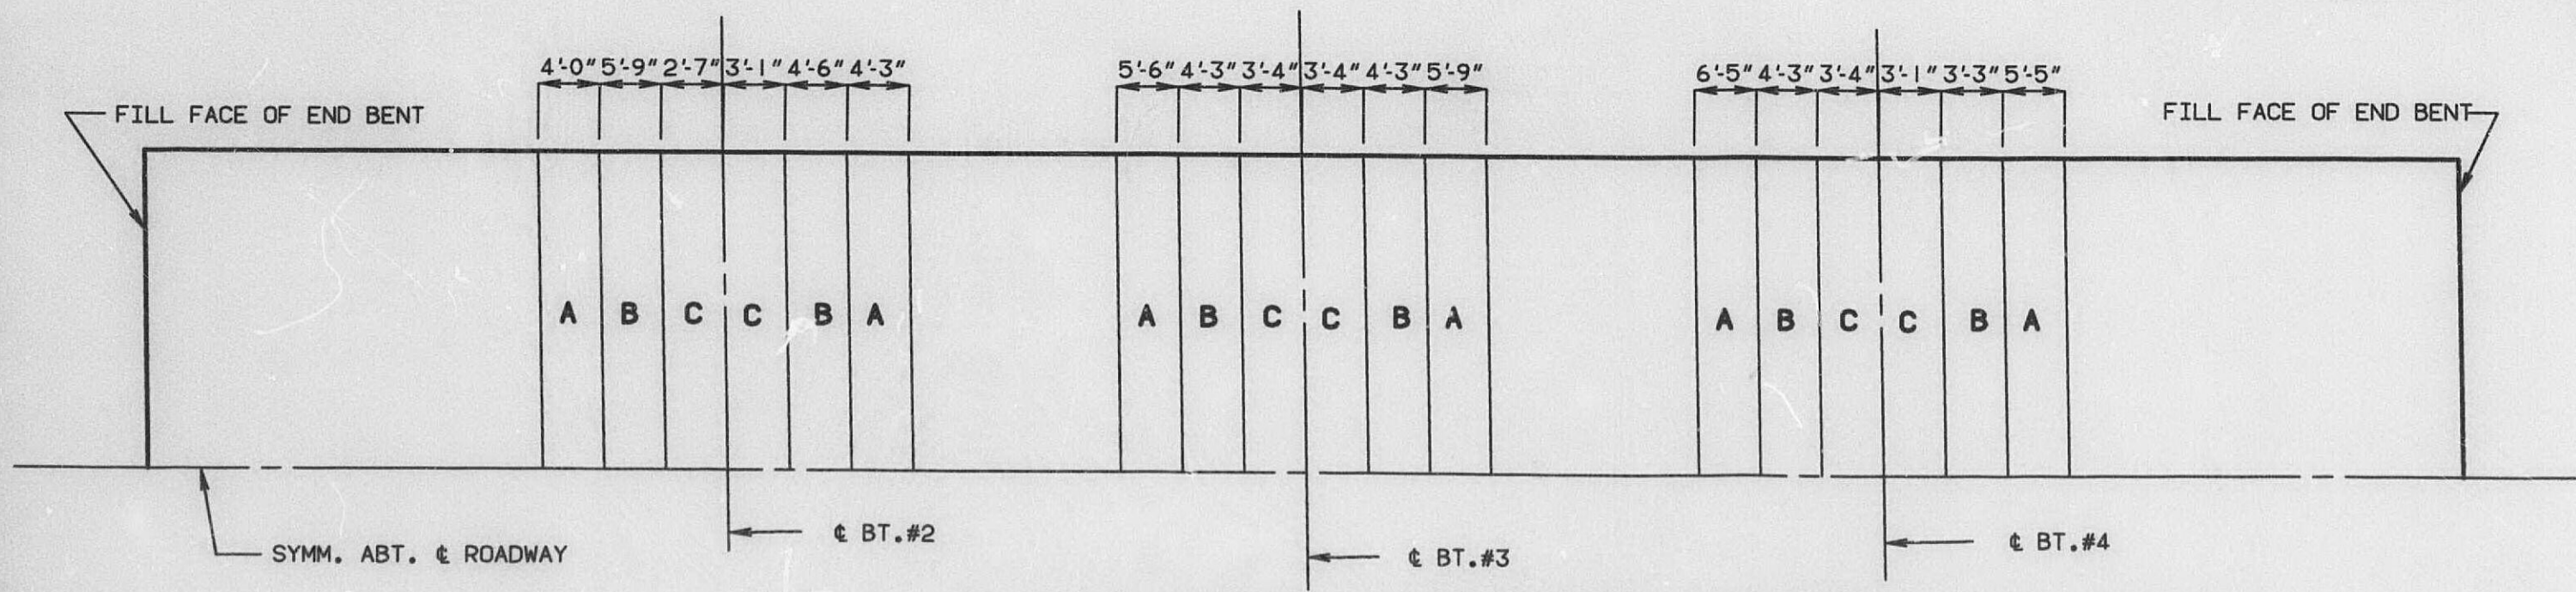 4'-0" 5'-9" 2'-7" 3'-1" 4'-6" 4'-3" 5'-6" 4'-3" 3'-4" 3'-4" 4'-3" 5'-9" 6'-5" 4'-3" 3'-4" 3'-1" 3'-3" 5'-5"
FILL FACE OF END BENT FILL FACE OF END BENT
A B C C B A A B C C B A A B C C B A
℄ BT.#2 ℄ BT.#3 ℄ BT.#4
SYMM. ABT. ℄ ROADWAY